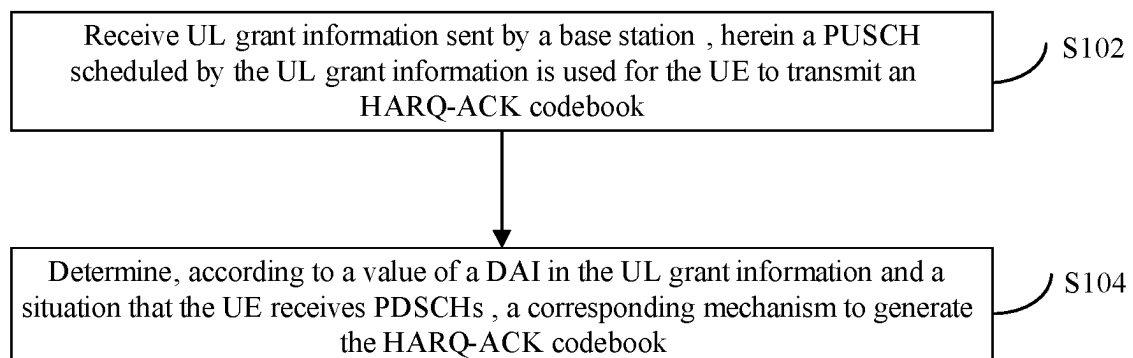 Receive UL grant information sent by a base station , herein a PUSCH
scheduled by the UL grant information is used for the UE to transmit an
HARQ-ACK codebook
S102
Determine, according to a value of a DAI in the UL grant information and a
situation that the UE receives PDSCHs , a corresponding mechanism to generate
the HARQ-ACK codebook
S104